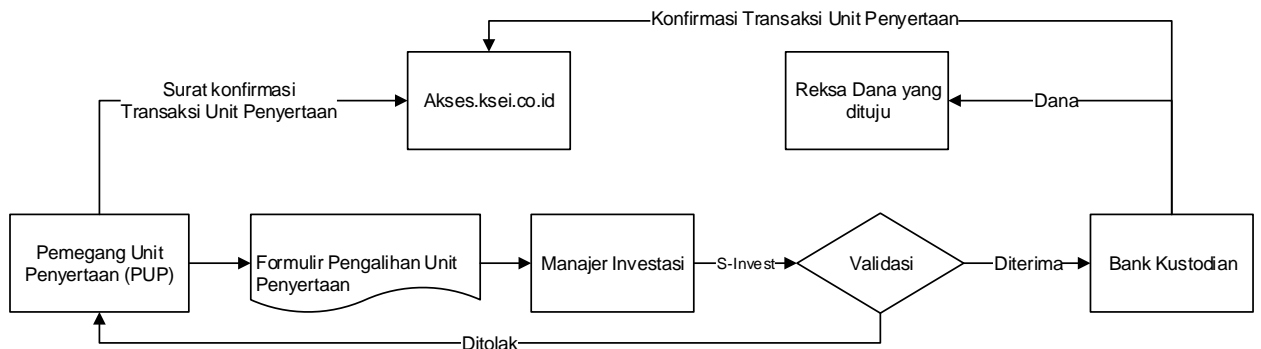 Konfirmasi Transaksi Unit Penyertaan
Surat konfirmasi
Transaksi Unit Penyertaan
Akses.ksei.co.id
Reksa Dana yang
dituju
Dana
Pemegang Unit
Penyertaan (PUP)
Formulir Pengalihan Unit
Penyertaan
Manajer Investasi
S-Invest
Validasi
Diterima
Bank Kustodian
Ditolak